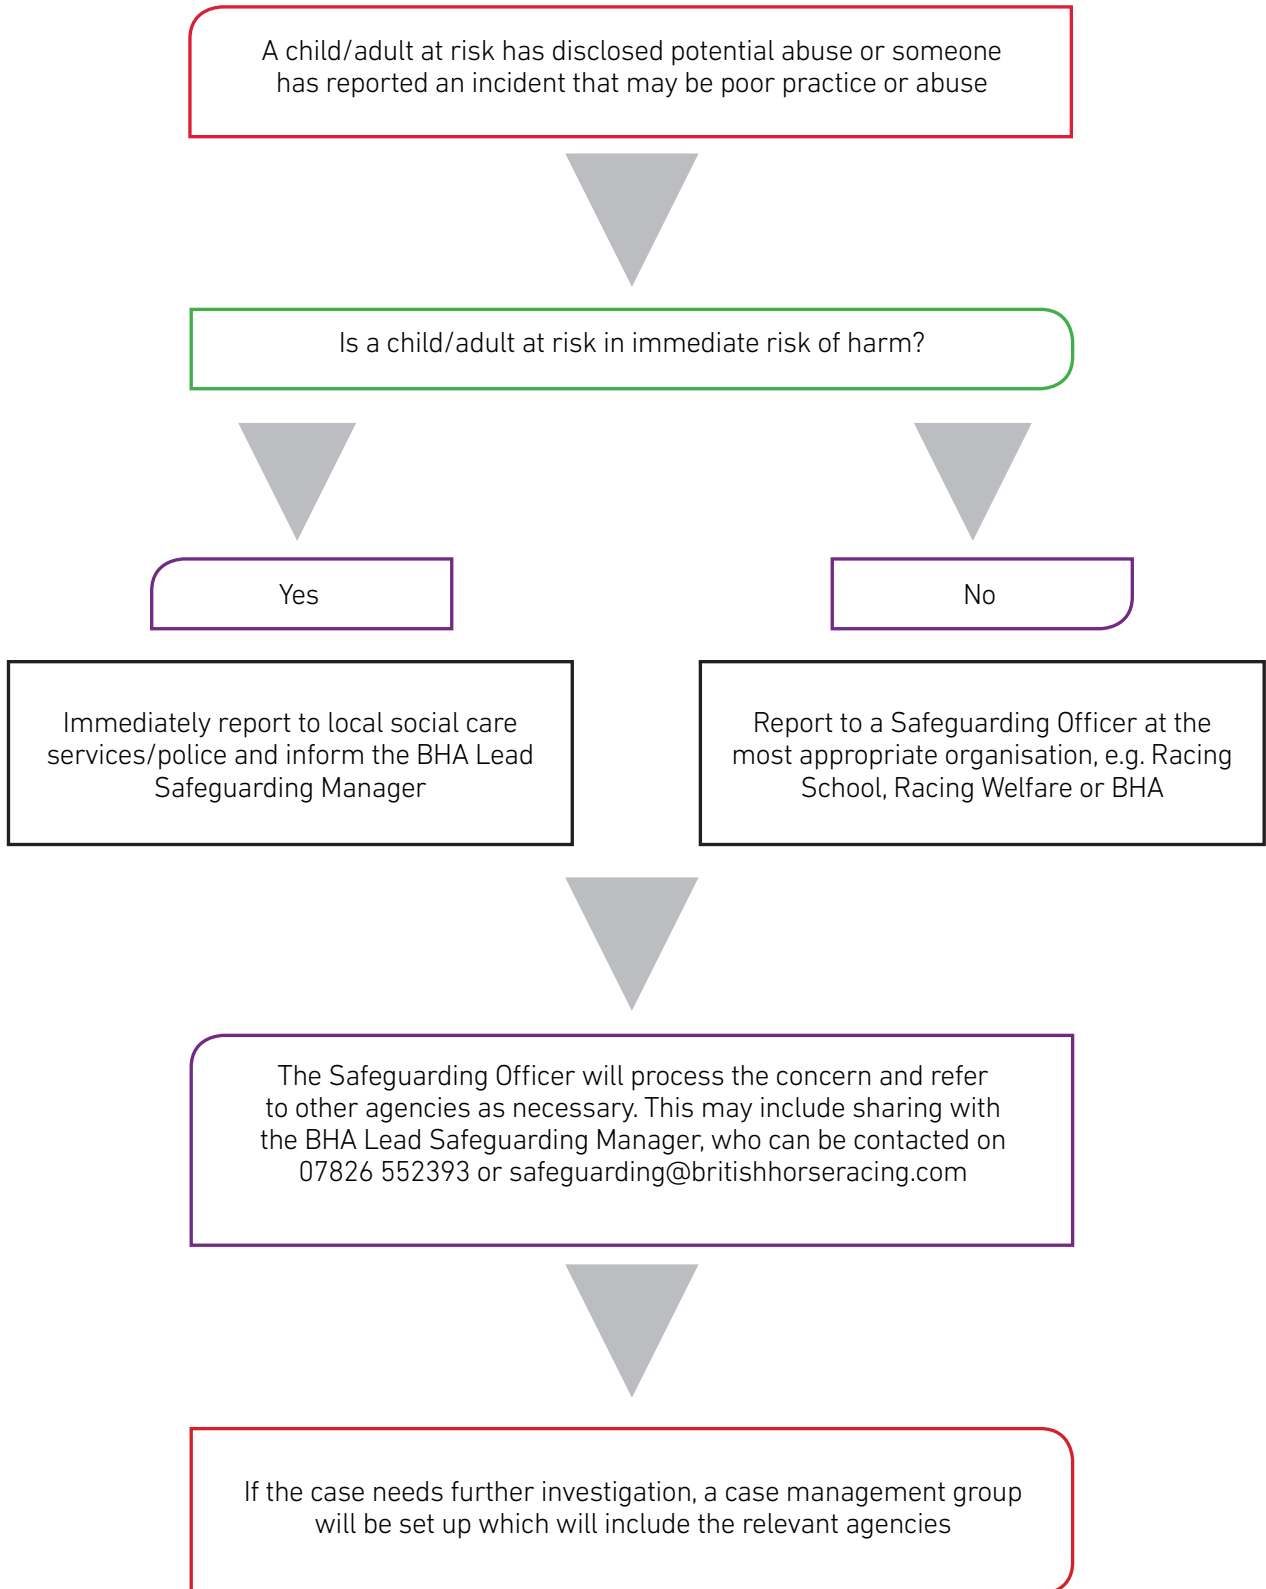 A child/adult at risk has disclosed potential abuse or someone
has reported an incident that may be poor practice or abuse
Is a child/adult at risk in immediate risk of harm?
Yes
No
Immediately report to local social care
services/police and inform the BHA Lead
Safeguarding Manager
Report to a Safeguarding Officer at the
most appropriate organisation, e.g. Racing
School, Racing Welfare or BHA
The Safeguarding Officer will process the concern and refer
to other agencies as necessary. This may include sharing with
the BHA Lead Safeguarding Manager, who can be contacted on
07826 552393 or safeguarding@britishhorseracing.com
If the case needs further investigation, a case management group
will be set up which will include the relevant agencies